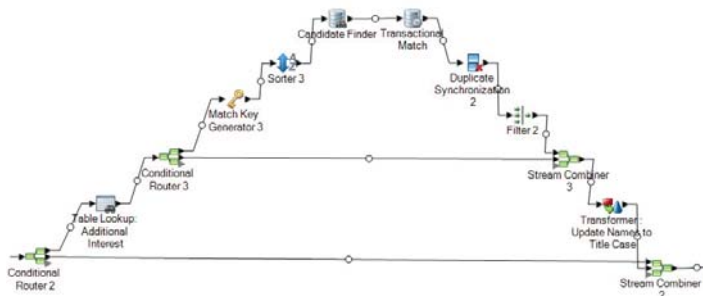 Candidate Finder
Transactional
Match
Sorter 3
Duplicate
Synchronization
2
Match Key
Generator 3
Filter 2
Conditional
Router 3
Stream Combiner
3
Table Lookup:
Additional
Interest
Transformer :
Update Names to
Title Case
Conditional
Router 2
Stream Combiner